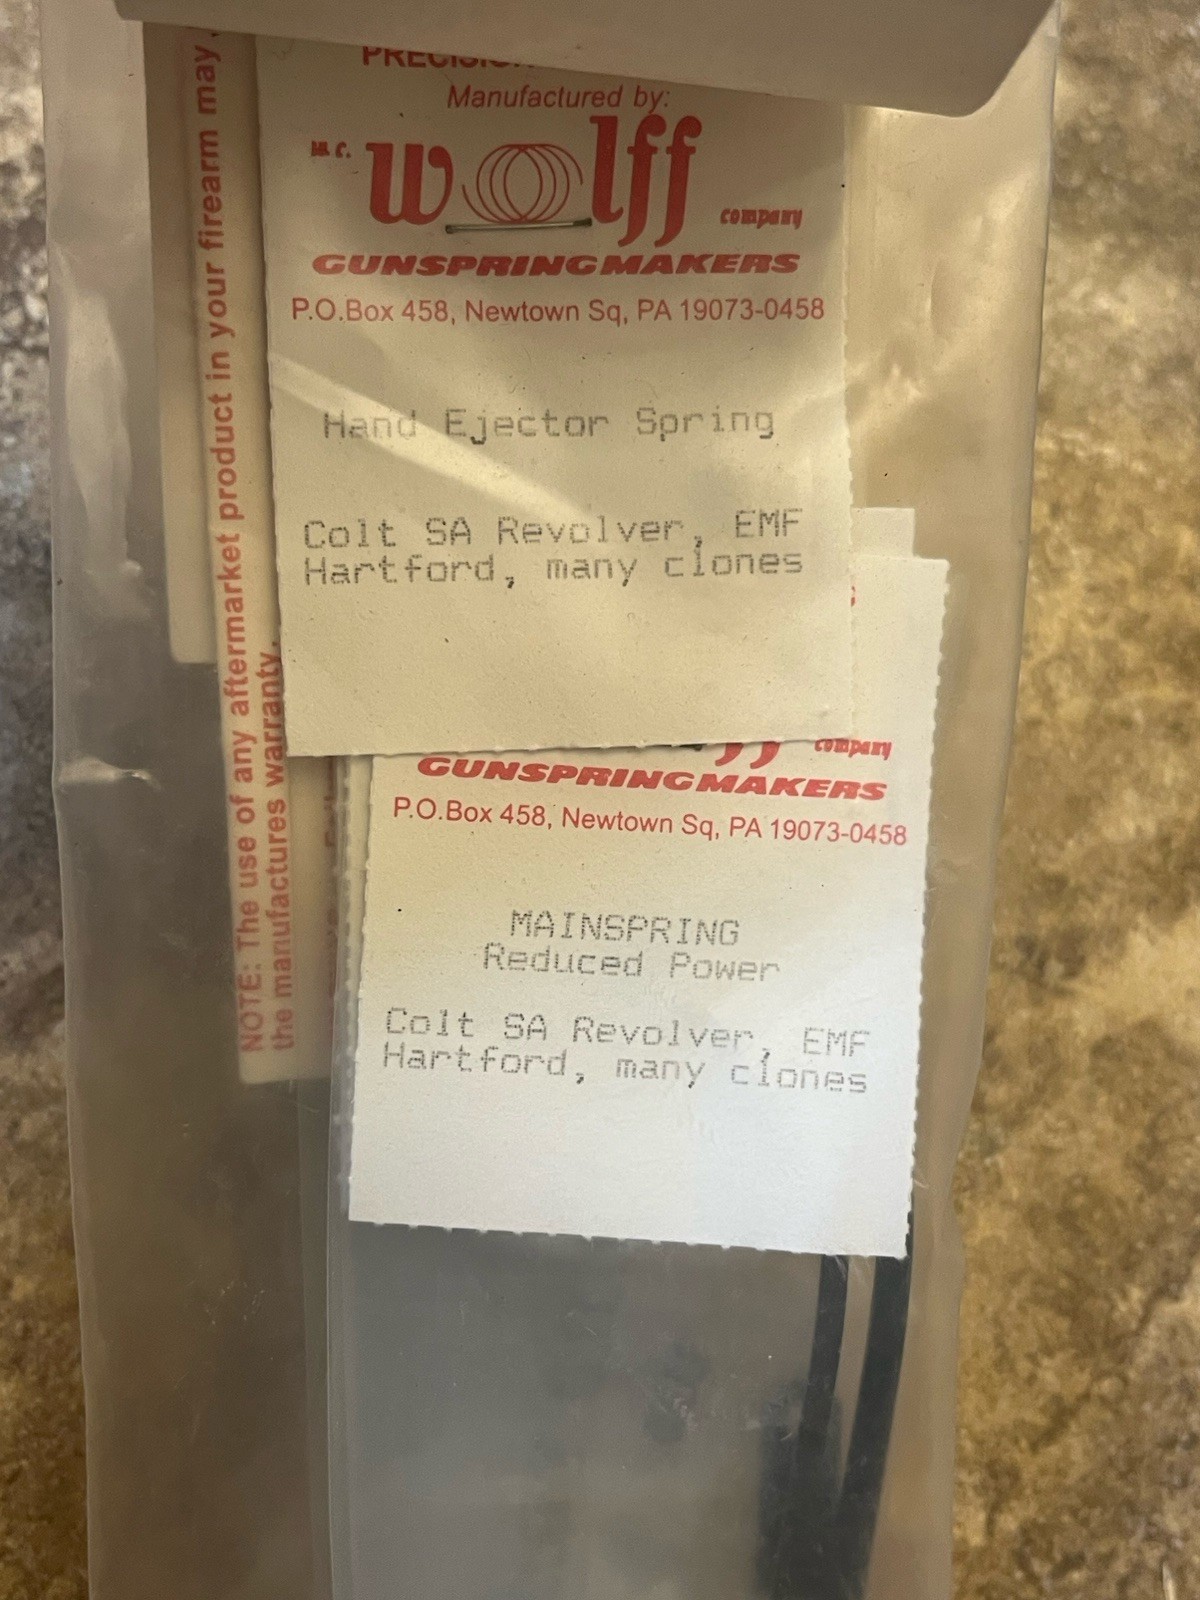 Manufactured by:
W. C. Wolff company
GUNSPRINGMAKERS
P.O.Box 458, Newtown Sq, PA 19073-0458
Hand Ejector Spring
Colt SA Revolver, EMF
Hartford, many clones
company
GUNSPRINGMAKERS
P.O.Box 458, Newtown Sq, PA 19073-0458
MAINSPRING
Reduced Power
Colt SA Revolver, EMF
Hartford, many clones
NOTE: The use of any aftermarket product in your firearm may
the manufactures warranty.